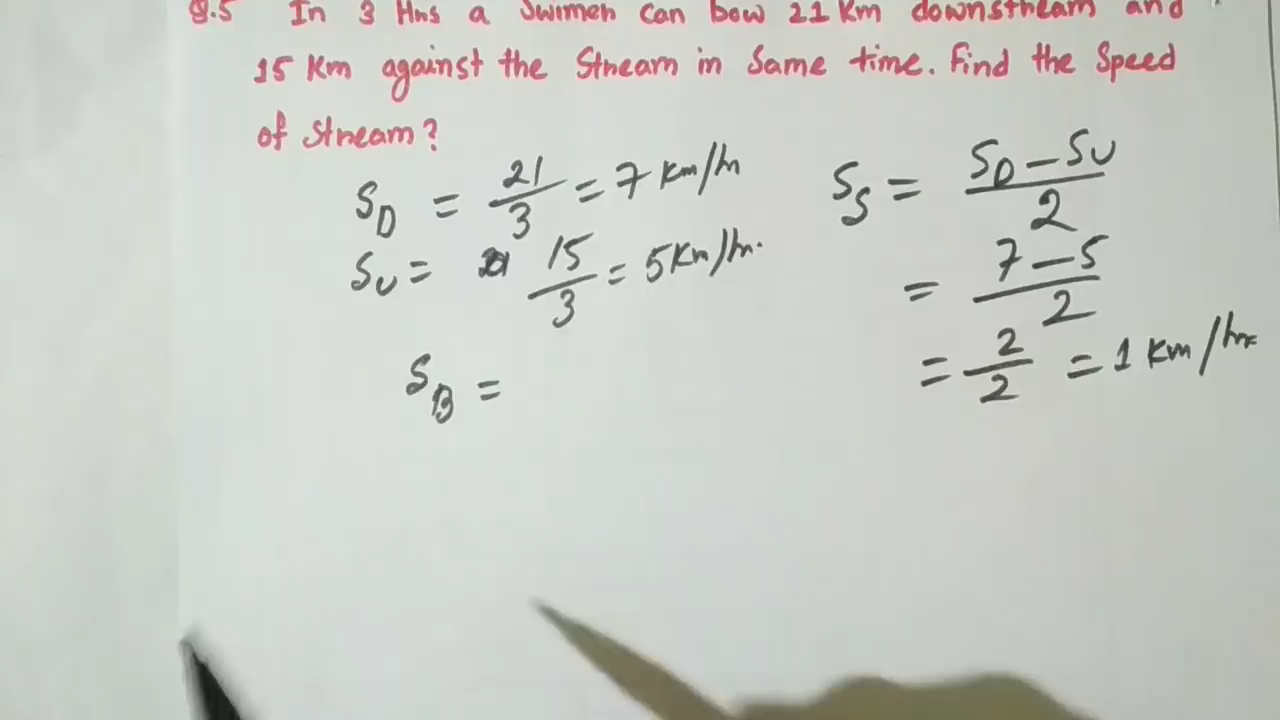 Q.5 In 3 Hrs a Swimer can bow 21 Km downstream and
15 Km against the Stream in Same time. Find the Speed
of Stream?
S_D = 21/3 = 7 Km/hr
S_U = 15/3 = 5 Km/hr.
S_B =
S_S = S_D - S_U / 2
= 7 - 5 / 2
= 2/2 = 1 Km/hr